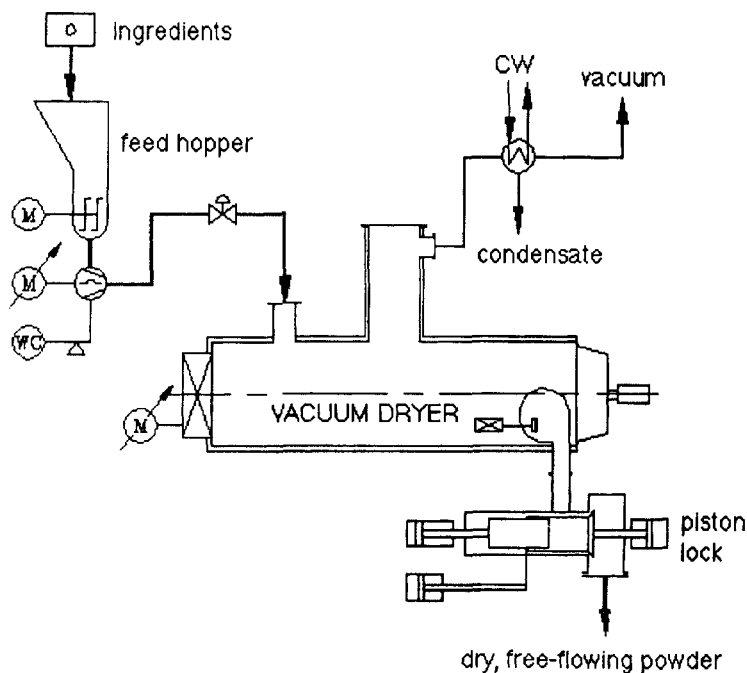 Ingredients
CW
vacuum
feed hopper
M
condensate
M
WC
VACUUM DRYER
M
piston
lock
dry, free-flowing powder